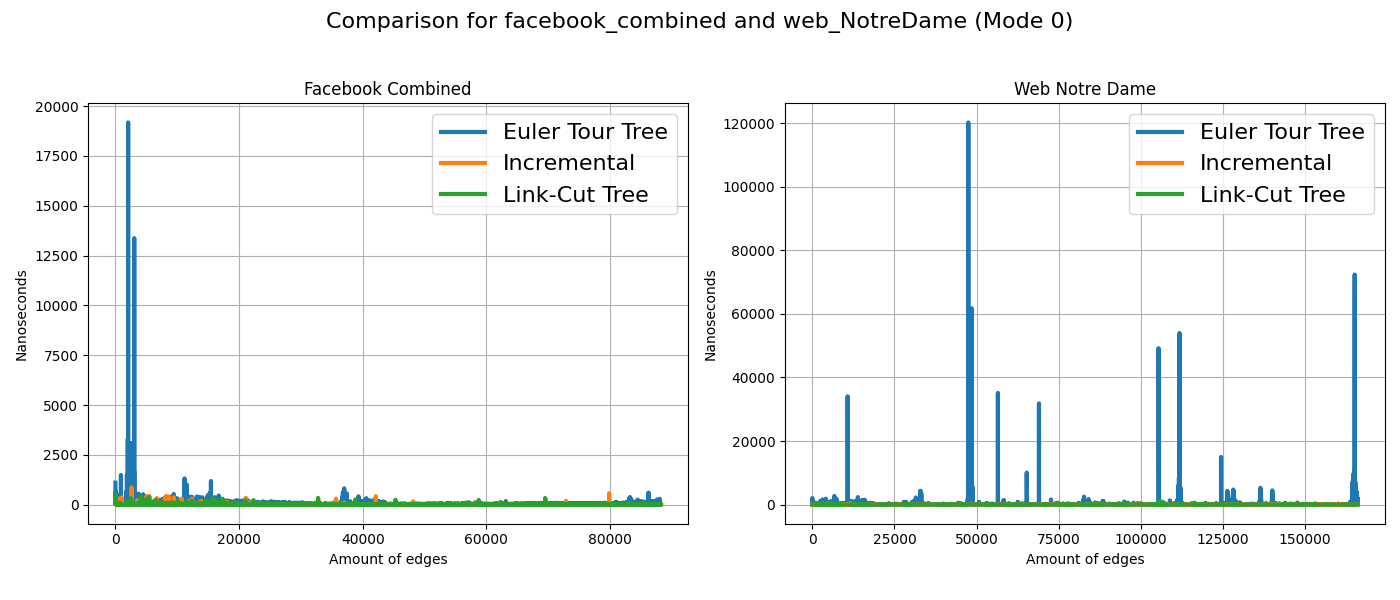 Comparison for facebook_combined and web_NotreDame (Mode 0)
Facebook Combined
20000
17500
15000
12500
10000
7500
5000
2500
0
Nanoseconds
Euler Tour Tree
Incremental
Link-Cut Tree
0 20000 40000 60000 80000
Amount of edges
Web Notre Dame
120000
100000
80000
60000
40000
20000
0
Nanoseconds
Euler Tour Tree
Incremental
Link-Cut Tree
0 25000 50000 75000 100000 125000 150000
Amount of edges